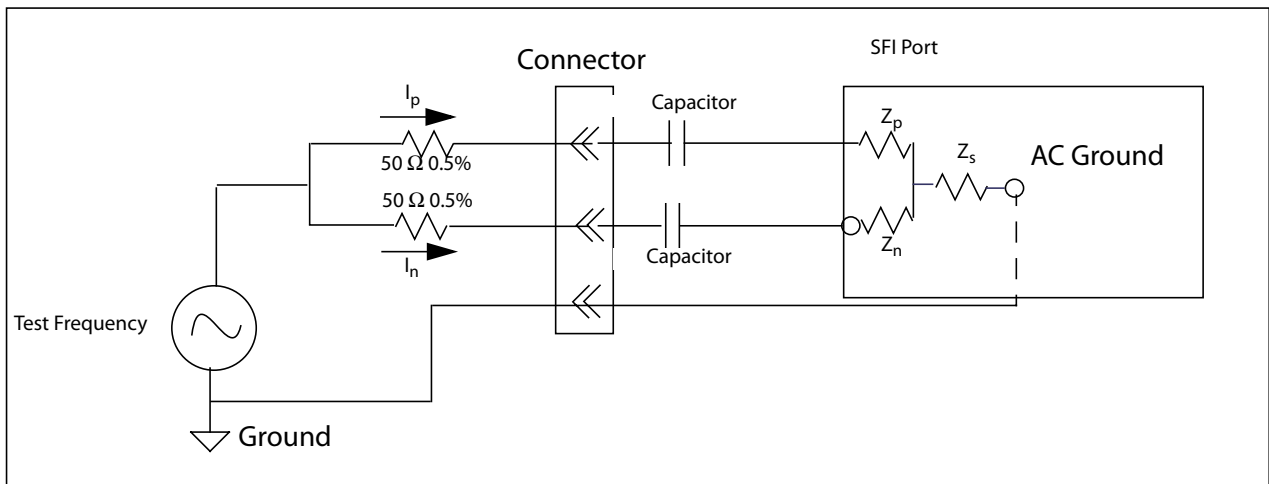 SFI Port
Connector
Capacitor
Ip
Zp
Zs
AC Ground
50 Ω 0.5%
50 Ω 0.5%
In
Zn
Capacitor
Test Frequency
Ground